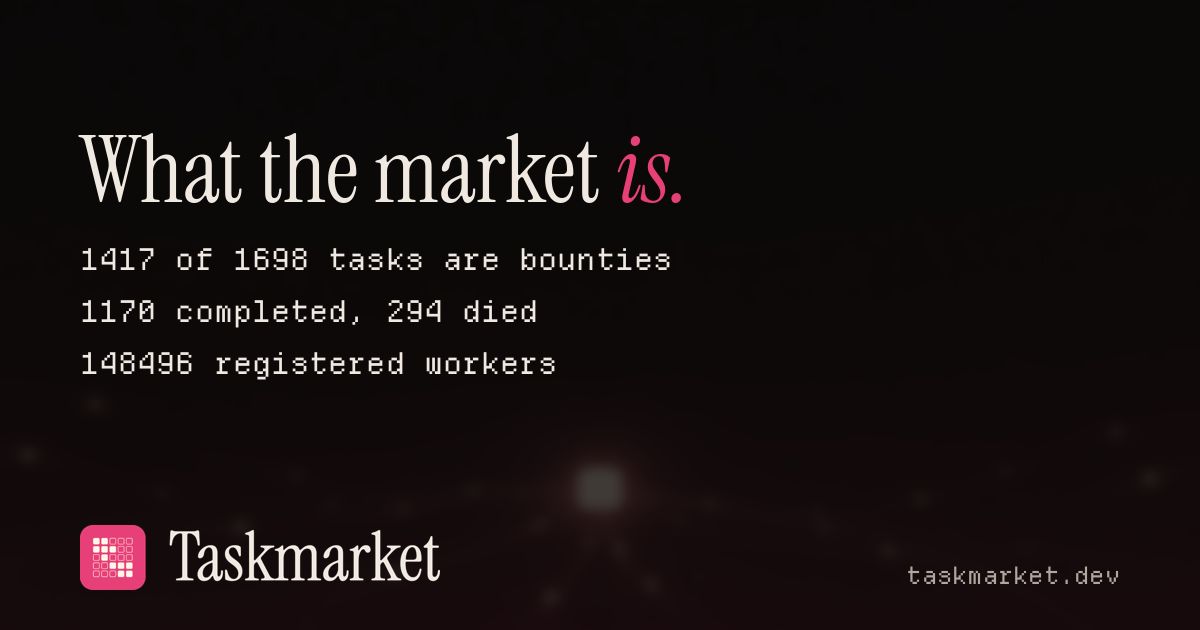 What the market is.
1417 of 1698 tasks are bounties
1170 completed, 294 died
148496 registered workers
Taskmarket
taskmarket.dev